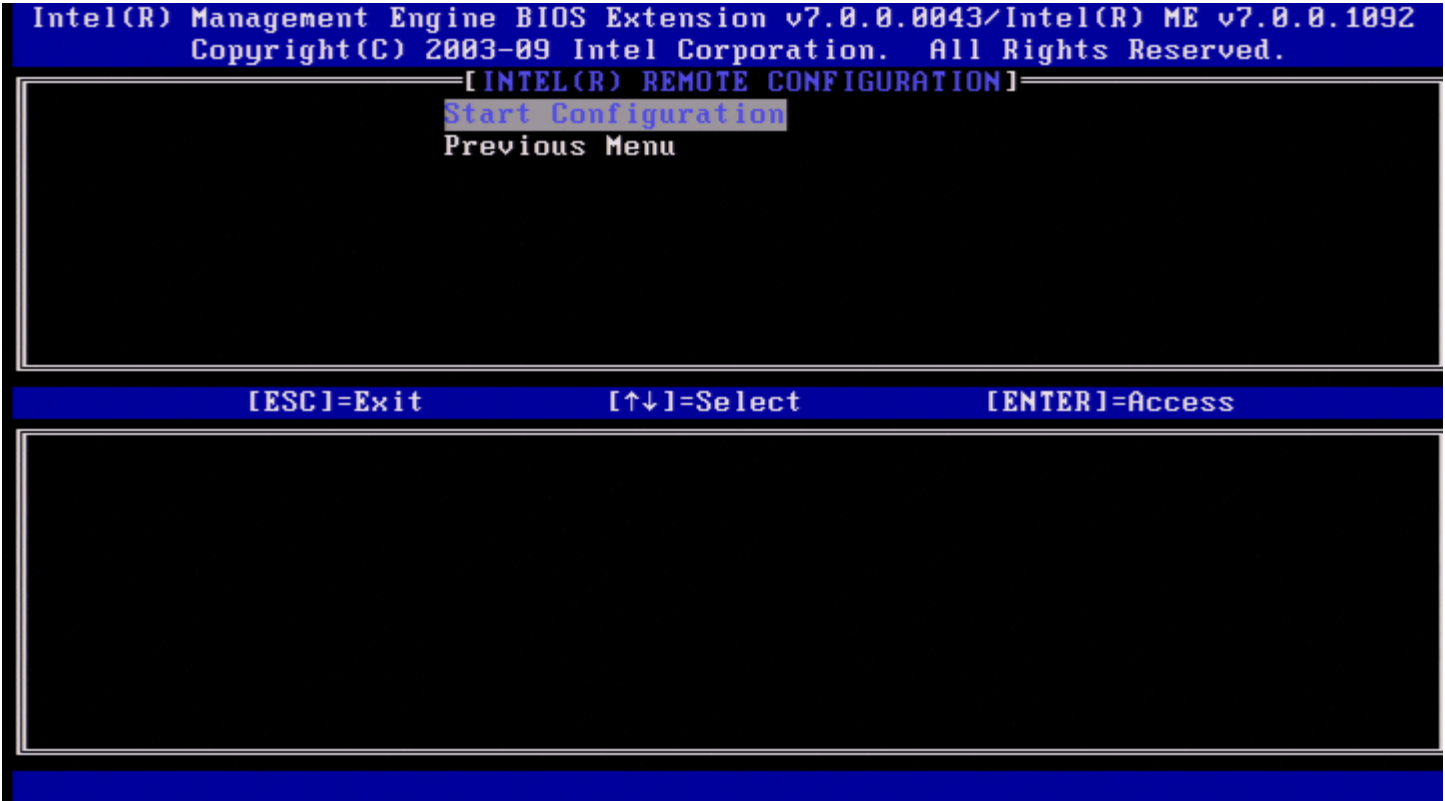 Intel(R) Management Engine BIOS Extension v7.0.0.0043/Intel(R) ME v7.0.0.1092
Copyright(C) 2003-09 Intel Corporation. All Rights Reserved.
[INTEL(R) REMOTE CONFIGURATION]
Start Configuration
Previous Menu
[ESC]=Exit [↑↓]=Select [ENTER]=Access